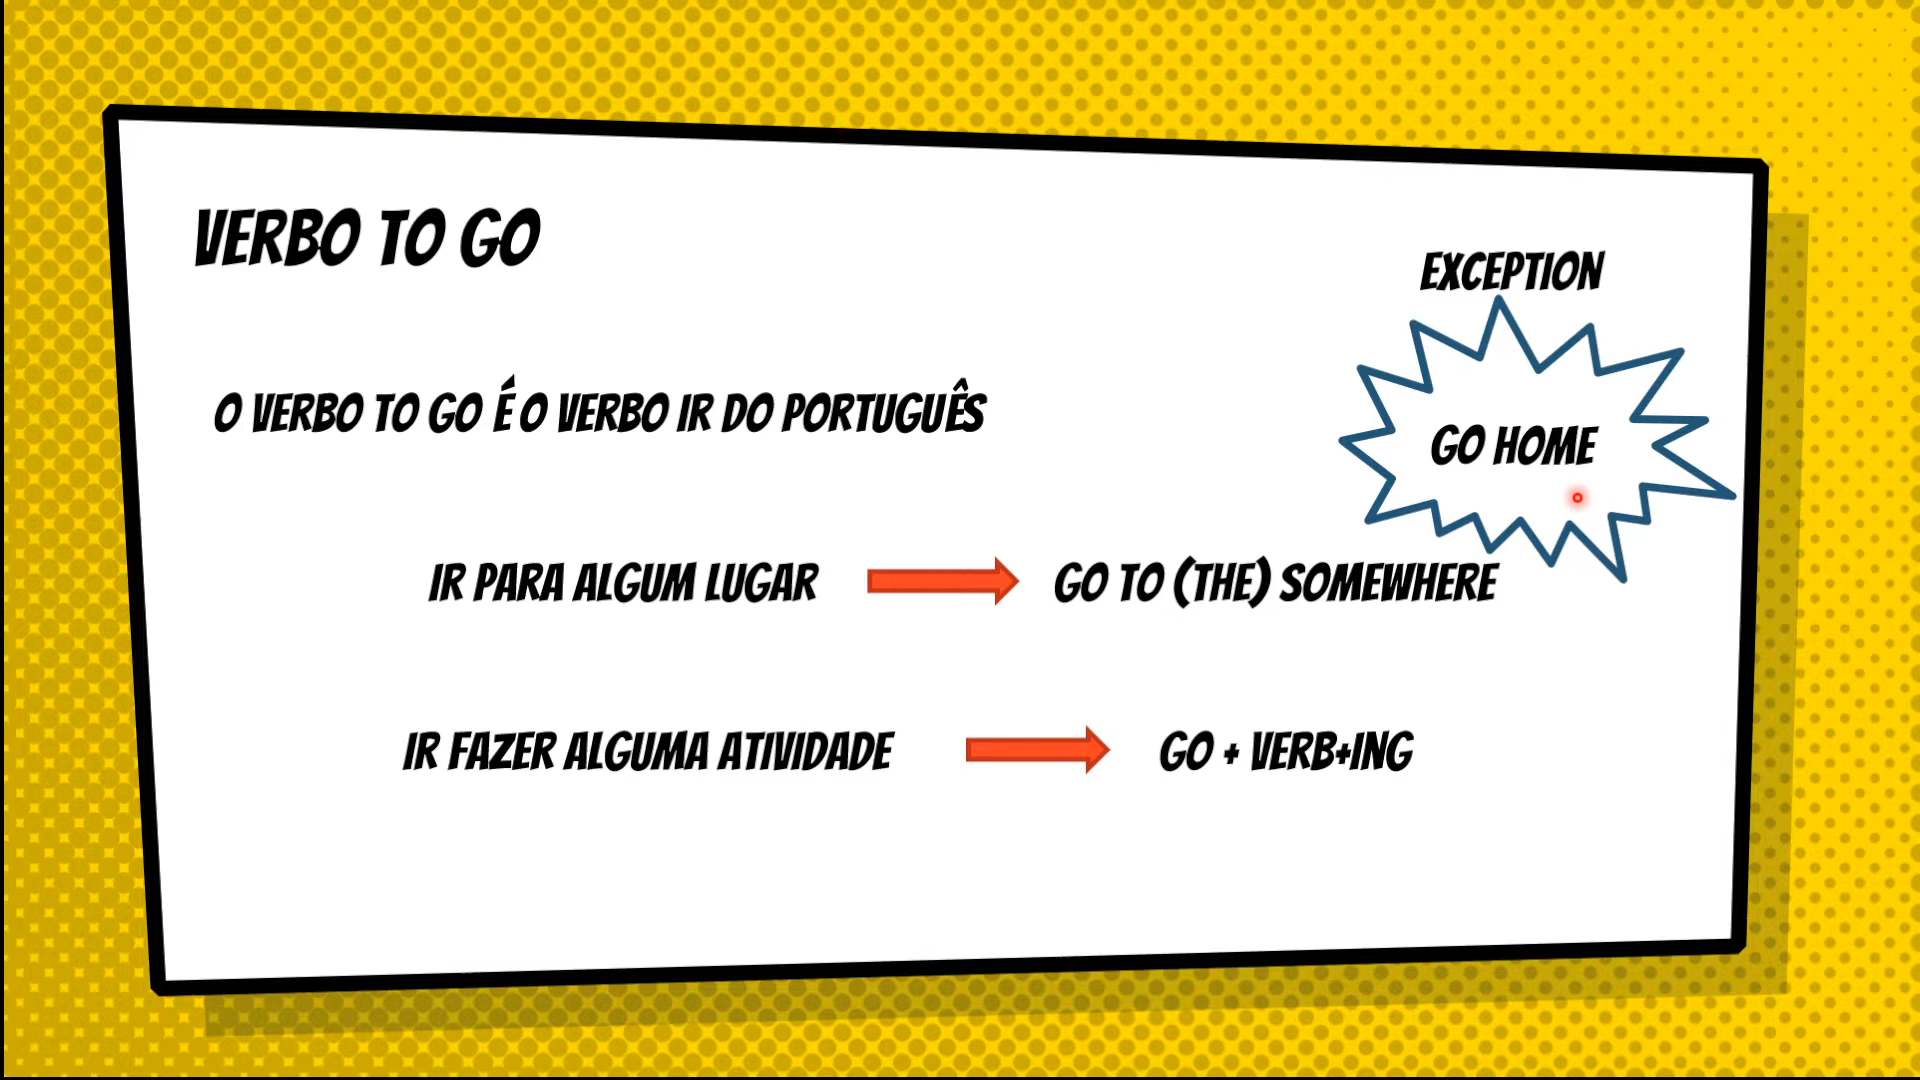 VERBO TO GO
EXCEPTION
GO HOME
O VERBO TO GO É O VERBO IR DO PORTUGUÊS
IR PARA ALGUM LUGAR GO TO (THE) SOMEWHERE
IR FAZER ALGUMA ATIVIDADE GO + VERB+ING